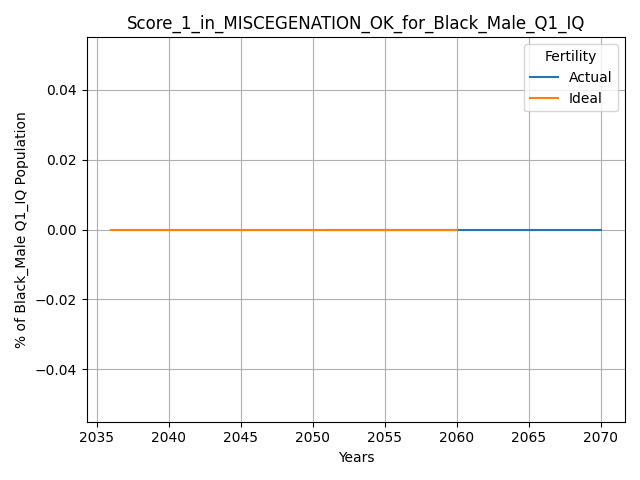 Score_1_in_MISCEGENATION_OK_for_Black_Male_Q1_IQ
Fertility
Actual
Ideal
% of Black_Male Q1_IQ Population
0.04
0.02
0.00
−0.02
−0.04
2035 2040 2045 2050 2055 2060 2065 2070
Years